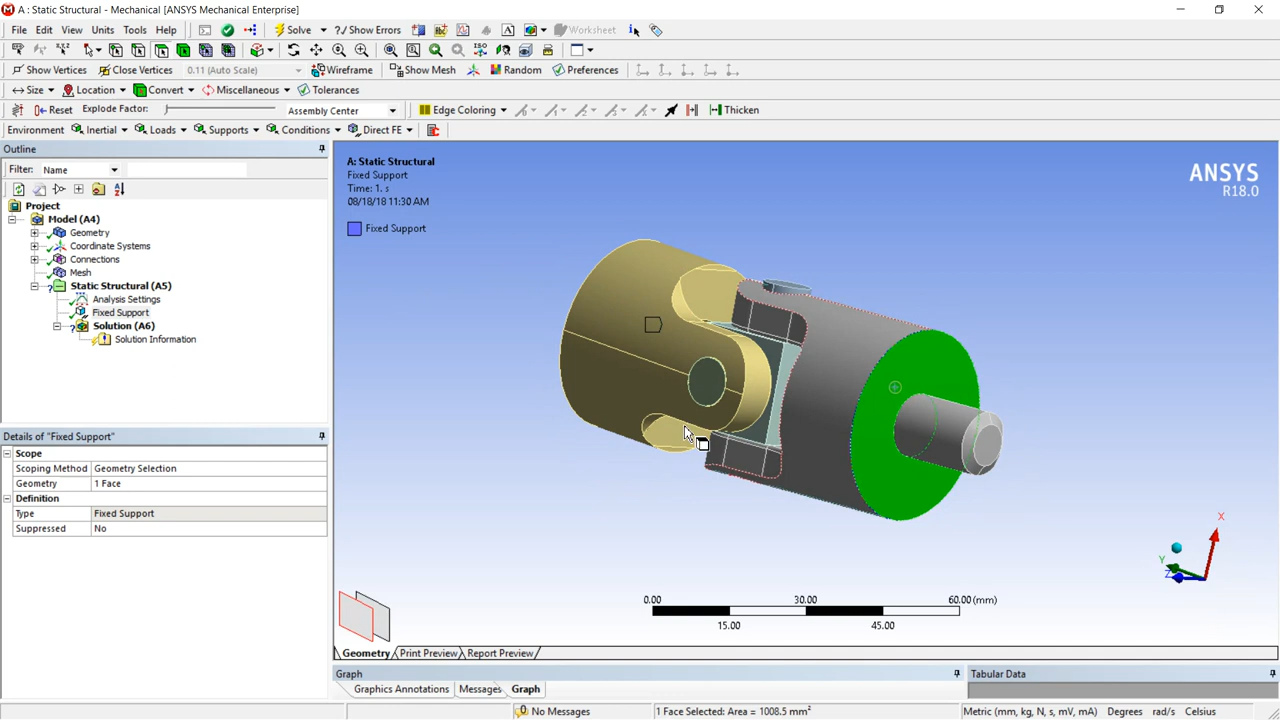 A : Static Structural - Mechanical [ANSYS Mechanical Enterprise]
File Edit View Units Tools Help Solve ?/ Show Errors Worksheet
Show Vertices Close Vertices 0.11 (Auto Scale) Wireframe Show Mesh Random Preferences
Size Location Convert Miscellaneous Tolerances
Reset Explode Factor: Assembly Center Edge Coloring Thicken
Environment Inertial Loads Supports Conditions Direct FE
Outline
Filter: Name
Project
Model (A4)
Geometry
Coordinate Systems
Connections
Mesh
Static Structural (A5)
Analysis Settings
Fixed Support
Solution (A6)
Solution Information
Details of "Fixed Support"
Scope
Scoping Method Geometry Selection
Geometry 1 Face
Definition
Type Fixed Support
Suppressed No
A: Static Structural
Fixed Support
Time: 1. s
08/18/18 11:30 AM
Fixed Support
ANSYS
R18.0
X
Y
Z
0.00 30.00 60.00 (mm)
15.00 45.00
Geometry Print Preview Report Preview
Graph
Tabular Data
Graphics Annotations Messages Graph
No Messages 1 Face Selected: Area = 1008.5 mm² Metric (mm, kg, N, s, mV, mA) Degrees rad/s Celsius